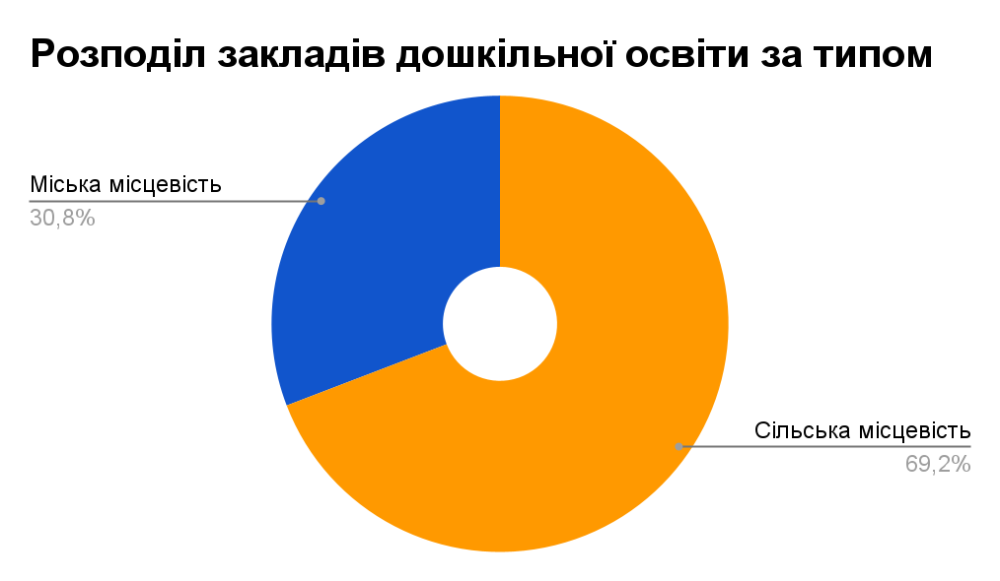 Розподіл закладів дошкільної освіти за типом
Міська місцевість
30,8%
Сільська місцевість
69,2%